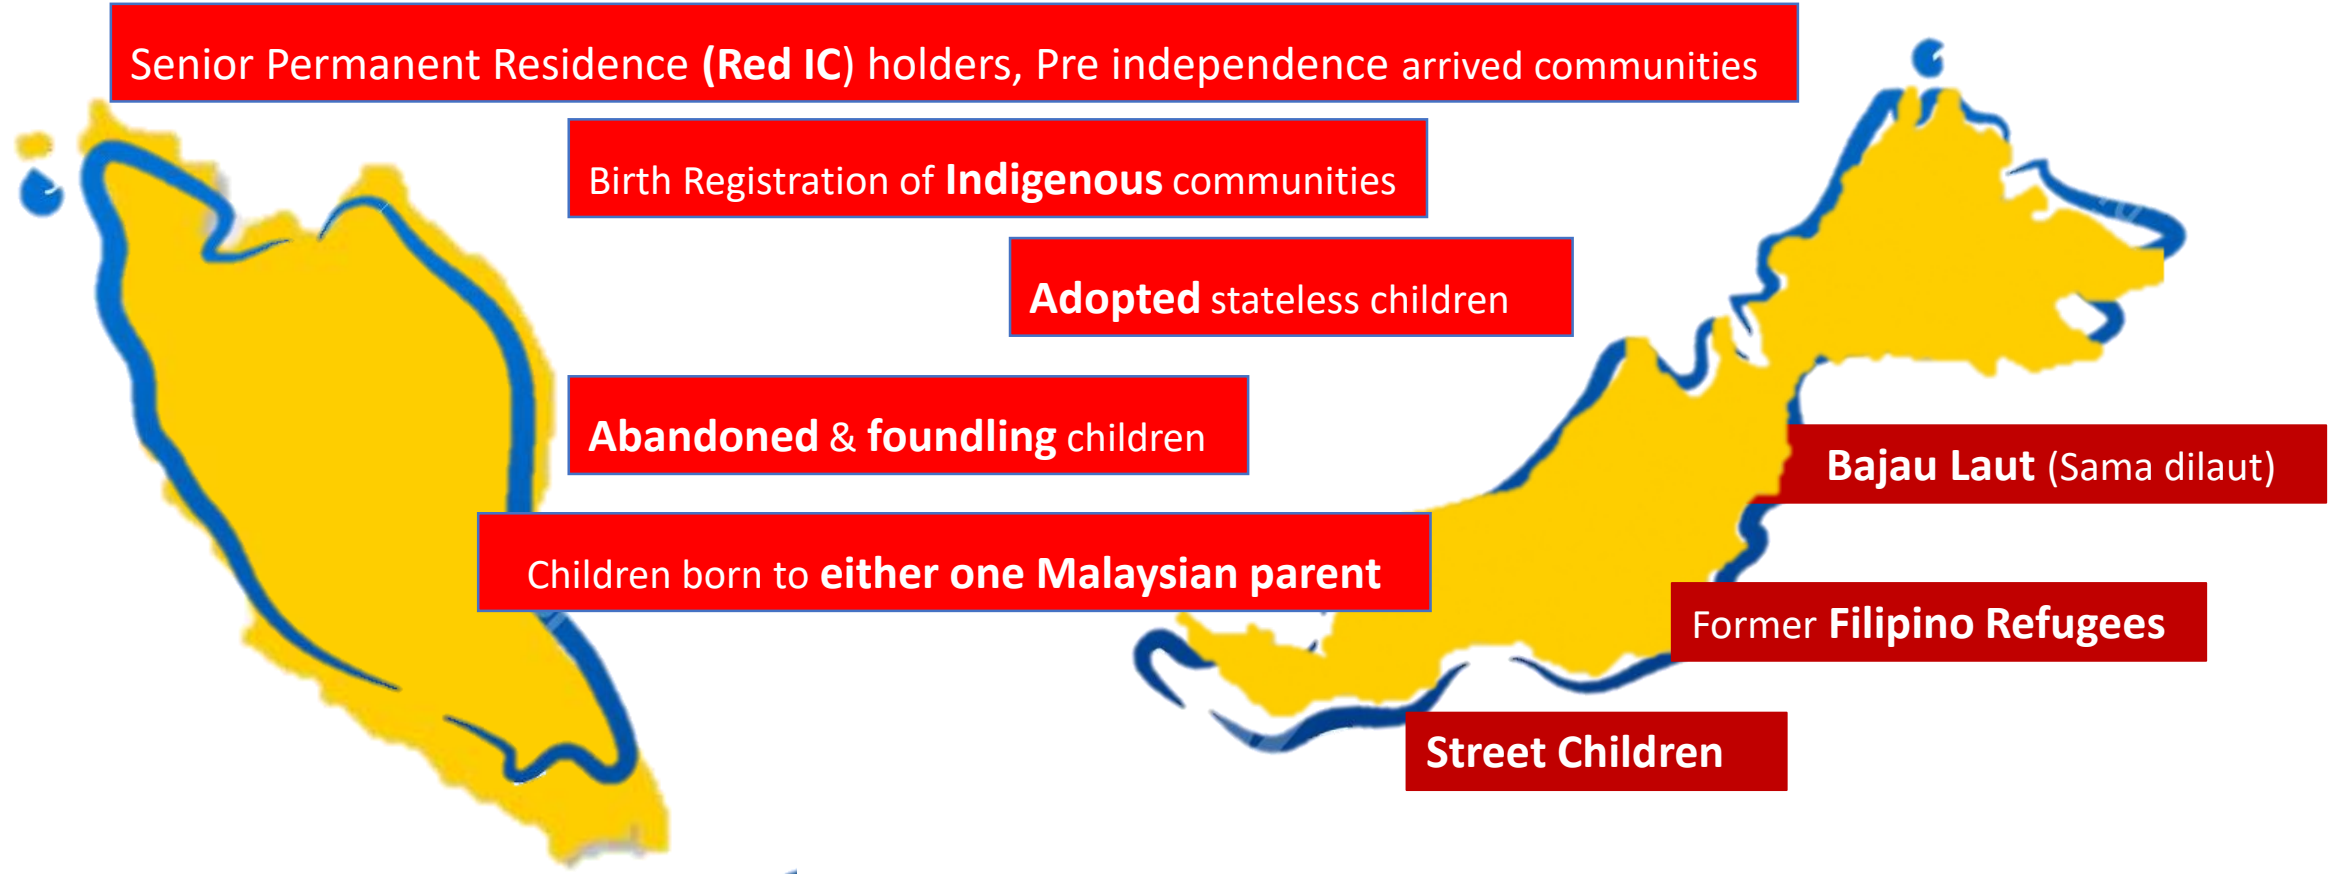 Senior Permanent Residence (Red IC) holders, Pre independence arrived communities
Birth Registration of Indigenous communities
Adopted stateless children
Abandoned & foundling children
Children born to either one Malaysian parent
Bajau Laut (Sama dilaut)
Former Filipino Refugees
Street Children